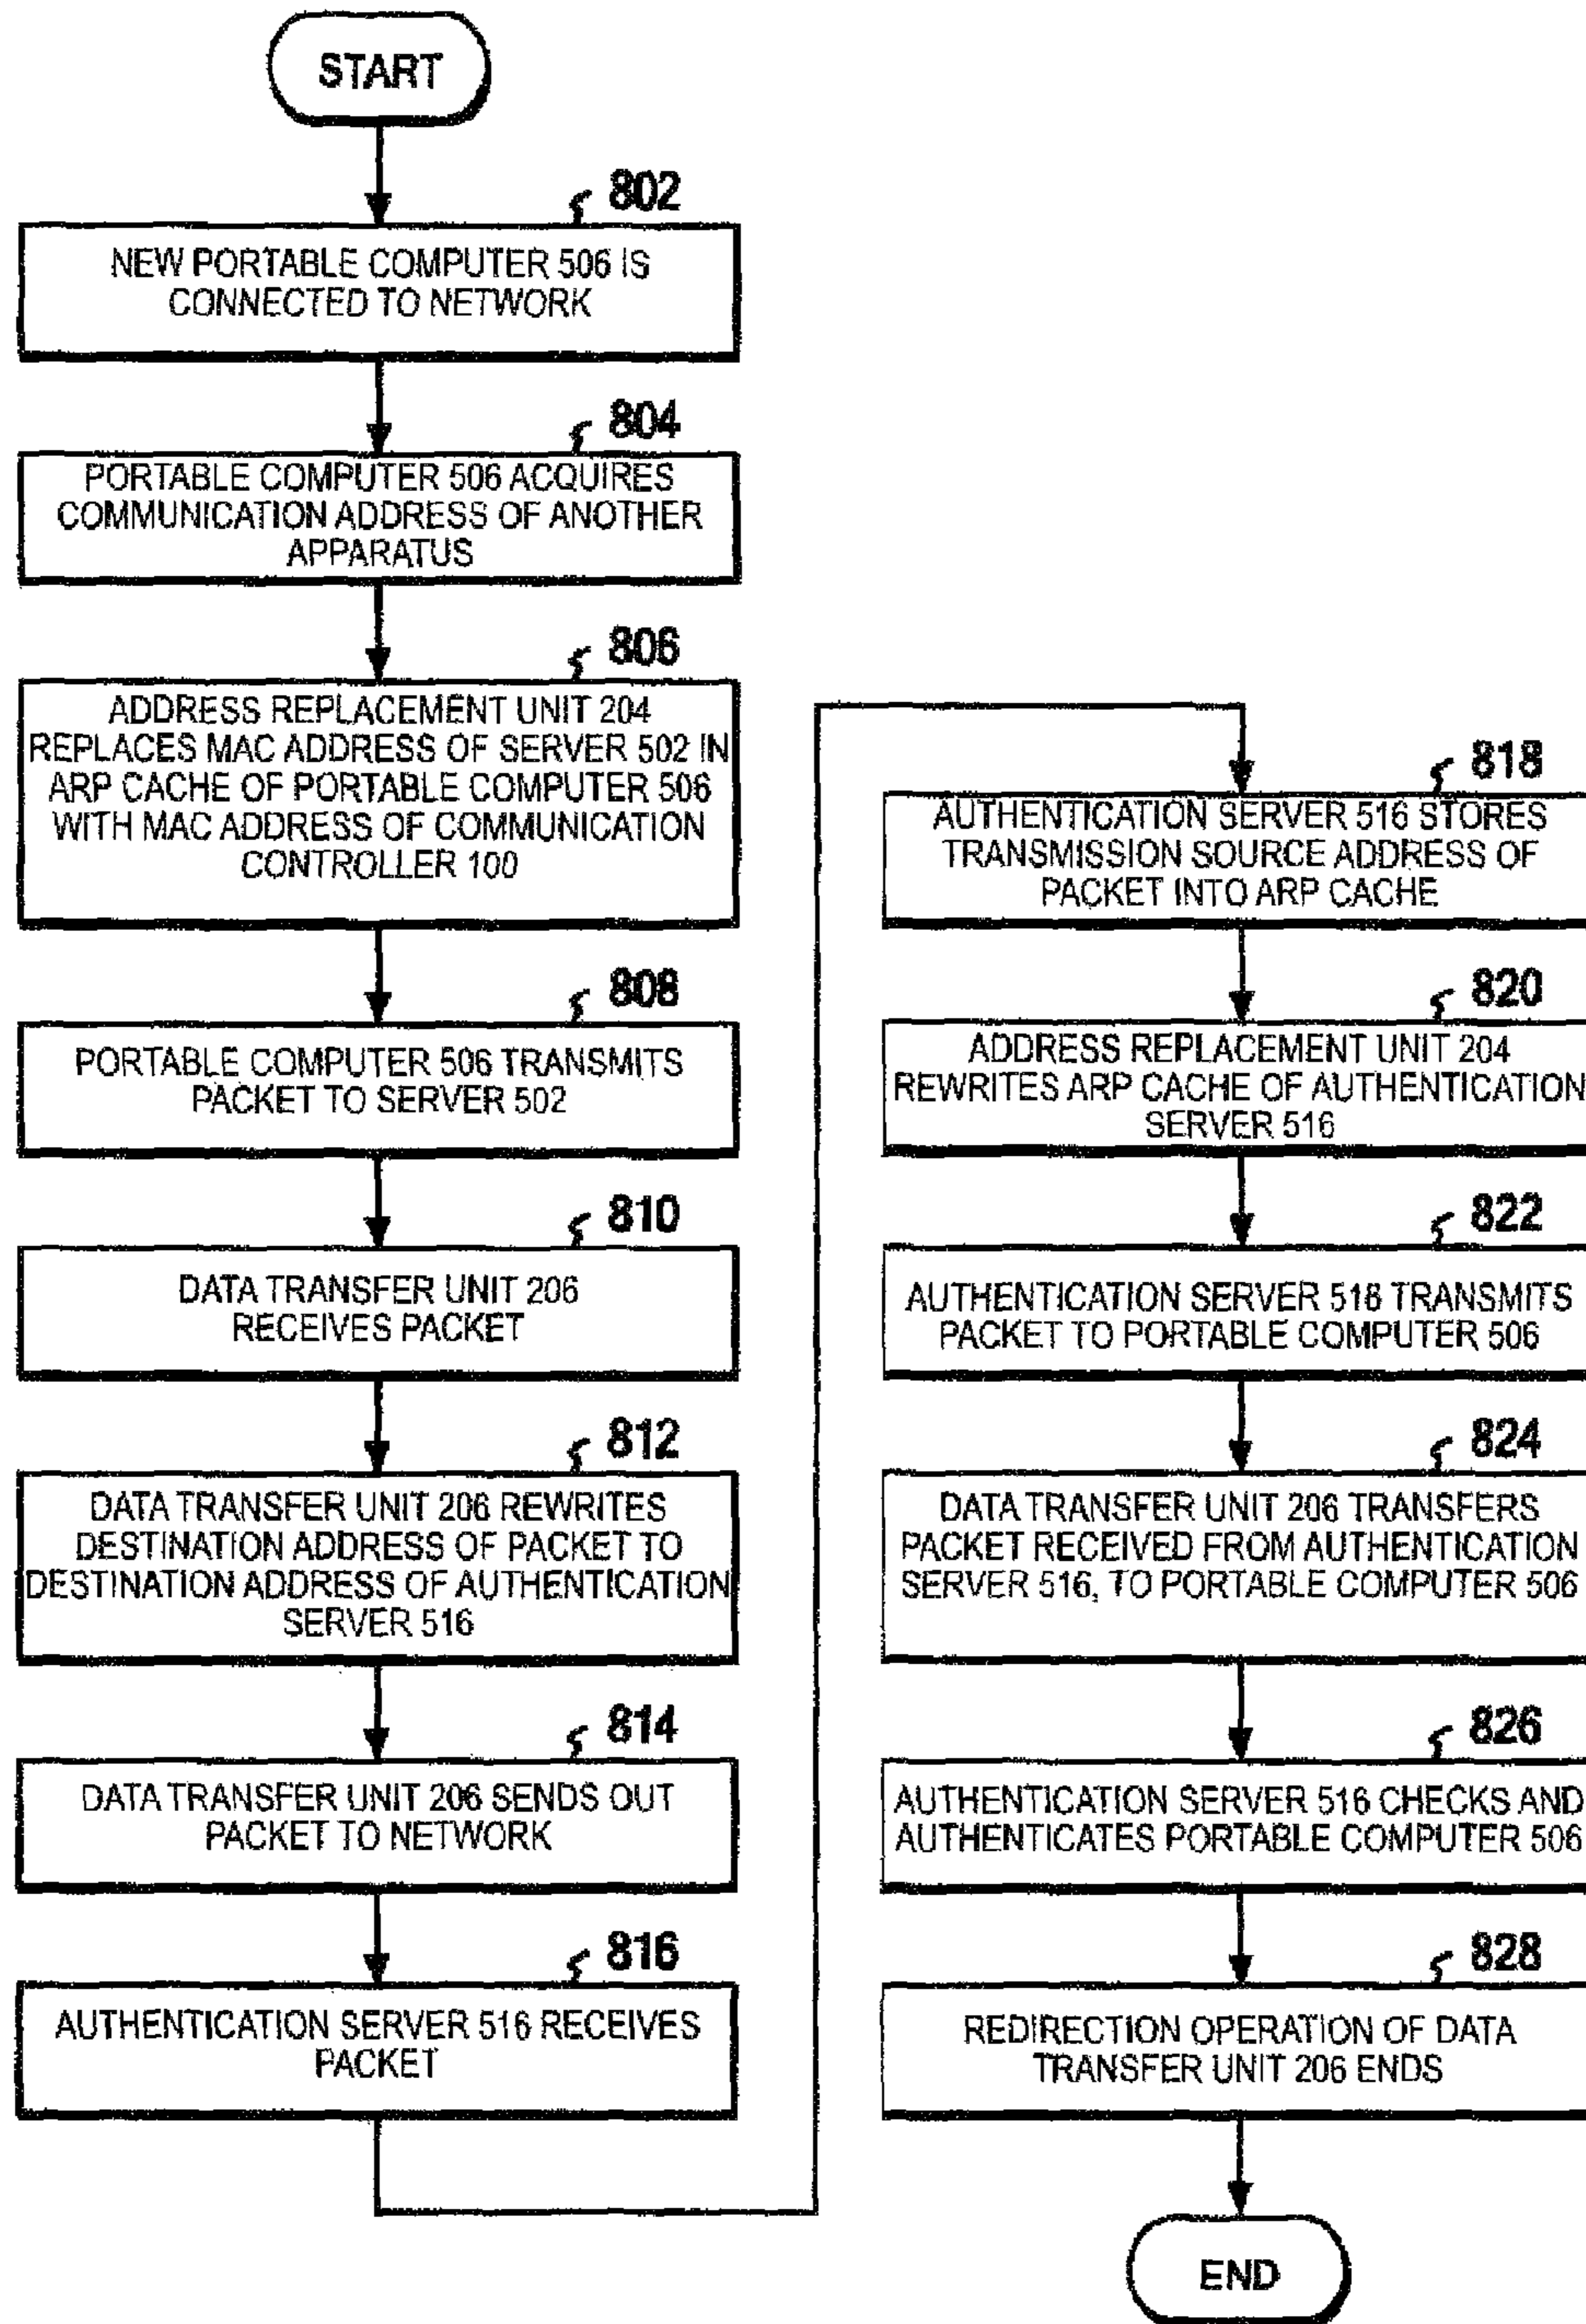 START
802
NEW PORTABLE COMPUTER 506 IS
CONNECTED TO NETWORK
804
PORTABLE COMPUTER 506 ACQUIRES
COMMUNICATION ADDRESS OF ANOTHER
APPARATUS
806
ADDRESS REPLACEMENT UNIT 204
REPLACES MAC ADDRESS OF SERVER 502 IN
ARP CACHE OF PORTABLE COMPUTER 506
WITH MAC ADDRESS OF COMMUNICATION
CONTROLLER 100
808
PORTABLE COMPUTER 506 TRANSMITS
PACKET TO SERVER 502
810
DATA TRANSFER UNIT 206
RECEIVES PACKET
812
DATA TRANSFER UNIT 206 REWRITES
DESTINATION ADDRESS OF PACKET TO
DESTINATION ADDRESS OF AUTHENTICATION
SERVER 516
814
DATA TRANSFER UNIT 206 SENDS OUT
PACKET TO NETWORK
816
AUTHENTICATION SERVER 516 RECEIVES
PACKET
818
AUTHENTICATION SERVER 516 STORES
TRANSMISSION SOURCE ADDRESS OF
PACKET INTO ARP CACHE
820
ADDRESS REPLACEMENT UNIT 204
REWRITES ARP CACHE OF AUTHENTICATION
SERVER 516
822
AUTHENTICATION SERVER 516 TRANSMITS
PACKET TO PORTABLE COMPUTER 506
824
DATA TRANSFER UNIT 206 TRANSFERS
PACKET RECEIVED FROM AUTHENTICATION
SERVER 516, TO PORTABLE COMPUTER 506
826
AUTHENTICATION SERVER 516 CHECKS AND
AUTHENTICATES PORTABLE COMPUTER 506
828
REDIRECTION OPERATION OF DATA
TRANSFER UNIT 206 ENDS
END